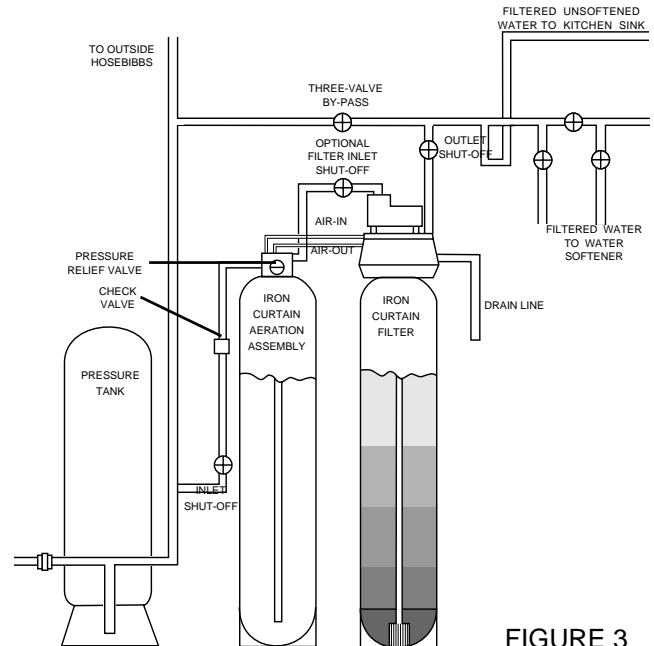 FILTERED UNSOFTENED
WATER TO KITCHEN SINK
TO OUTSIDE
HOSEBIBBS
THREE-VALVE
BY-PASS
OPTIONAL
FILTER INLET
SHUT-OFF
OUTLET
SHUT-OFF
AIR-IN
AIR-OUT
FILTERED WATER
TO WATER
SOFTENER
PRESSURE
RELIEF VALVE
CHECK
VALVE
IRON
CURTAIN
AERATION
ASSEMBLY
IRON
CURTAIN
FILTER
DRAIN LINE
PRESSURE
TANK
INLET
SHUT-OFF
FIGURE 3